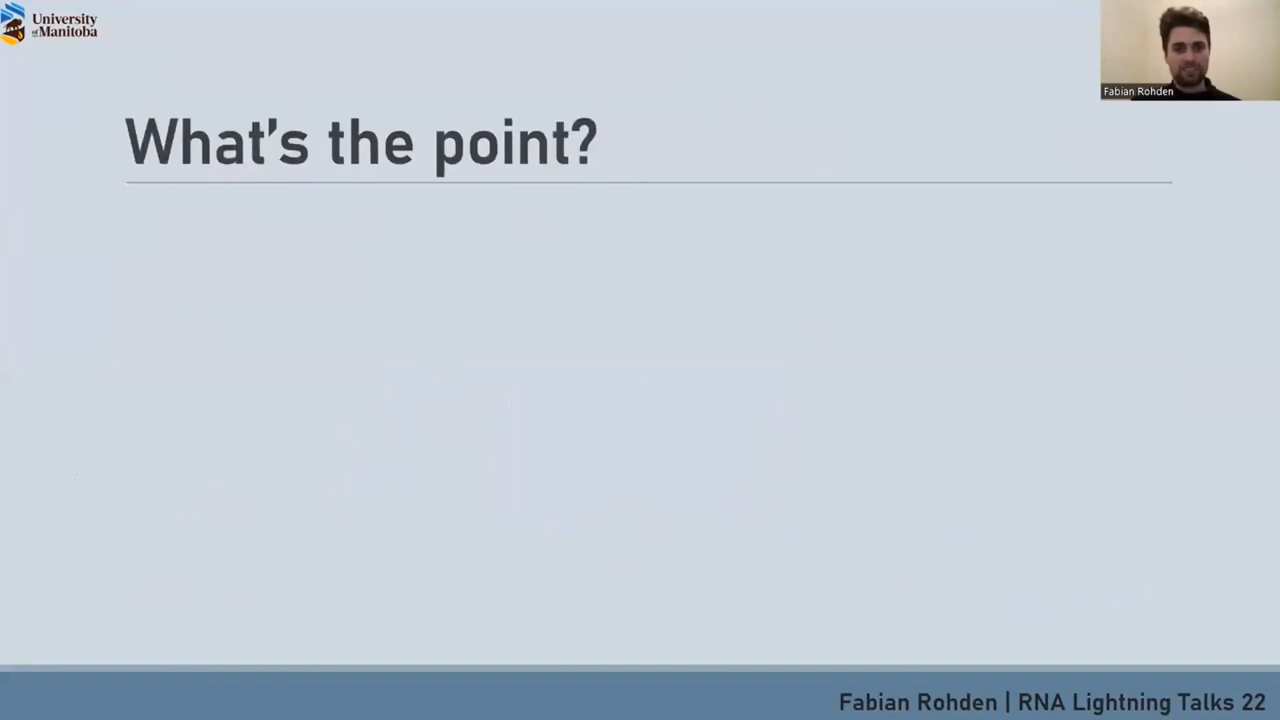 University
of Manitoba
Fabian Rohden
What's the point?
Fabian Rohden | RNA Lightning Talks 22